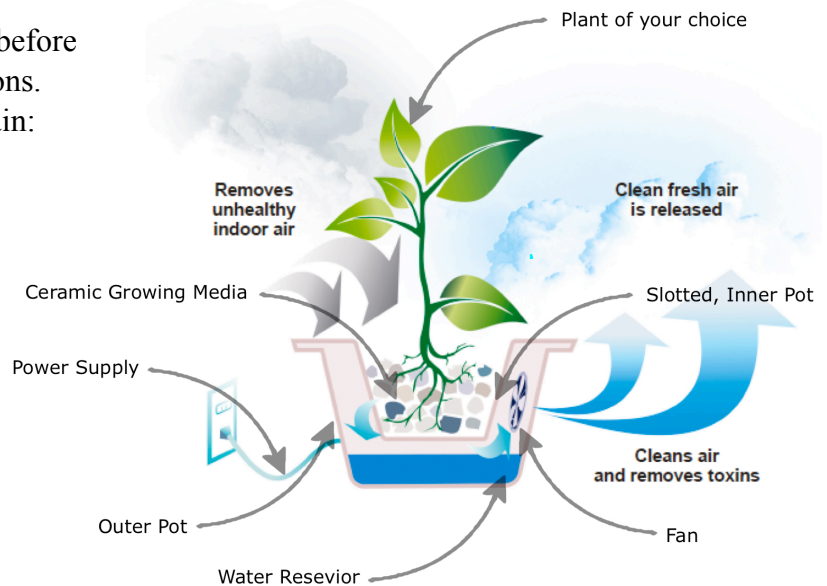 before
ons.
ain:
Plant of your choice
Removes
unhealthy
indoor air
Clean fresh air
is released
Ceramic Growing Media
Slotted, Inner Pot
Power Supply
Cleans air
and removes toxins
Outer Pot
Fan
Water Resevior